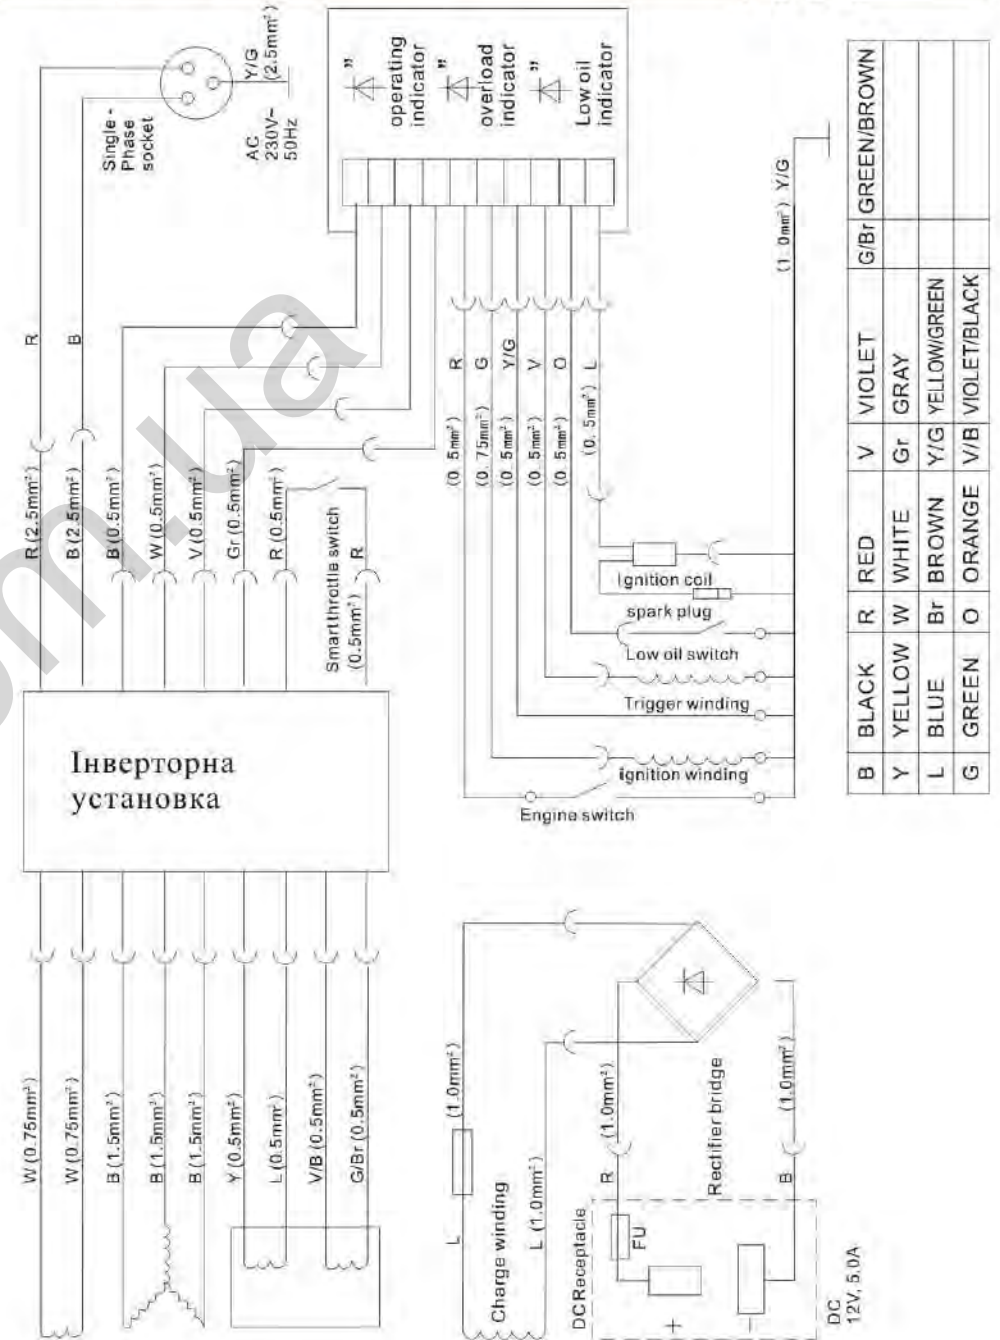 Single -
Phase
socket
Y/G
(2.5mm²)
AC
230V~
50Hz
operating
indicator
overload
indicator
Low oil
indicator
R
B
R (2.5mm²)
B (2.5mm²)
B (0.5mm²)
W (0.5mm²)
V (0.5mm²)
Gr (0.5mm²)
R (0.5mm²)
Smart throttle switch
(0.5mm²)
R
(0.5mm²) R
(0.75mm²) G
(0.5mm²) Y/G
(0.5mm²) V
(0.5mm²) O
(0.5mm²) L
(1.0mm²) Y/G
Ignition coil
spark plug
Low oil switch
Trigger winding
ignition winding
Engine switch
Інверторна
установка
W (0.75mm²)
W (0.75mm²)
B (1.5mm²)
B (1.5mm²)
B (1.5mm²)
Y (0.5mm²)
L (0.5mm²)
V/B (0.5mm²)
G/Br (0.5mm²)
L
(1.0mm²)
Charge winding
L (1.0mm²)
DC Receptacle
R
(1.0mm²)
FU
Rectifier bridge
B
(1.0mm²)
+
−
DC
12V, 5.0A
B BLACK R RED V VIOLET G/Br GREEN/BROWN
Y YELLOW W WHITE Gr GRAY
L BLUE Br BROWN Y/G YELLOW/GREEN
G GREEN O ORANGE V/B VIOLET/BLACK
om.ua